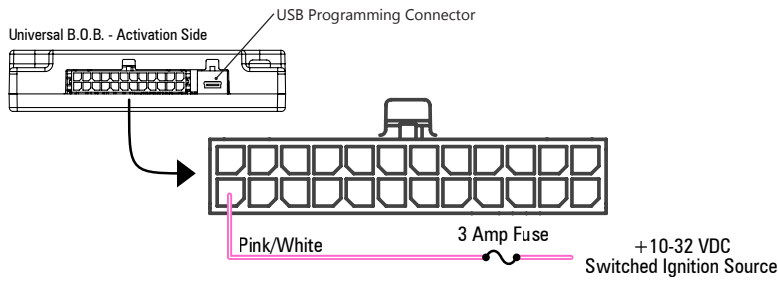 USB Programming Connector
Universal B.O.B. - Activation Side
Pink/White
3 Amp Fuse
+10-32 VDC
Switched Ignition Source